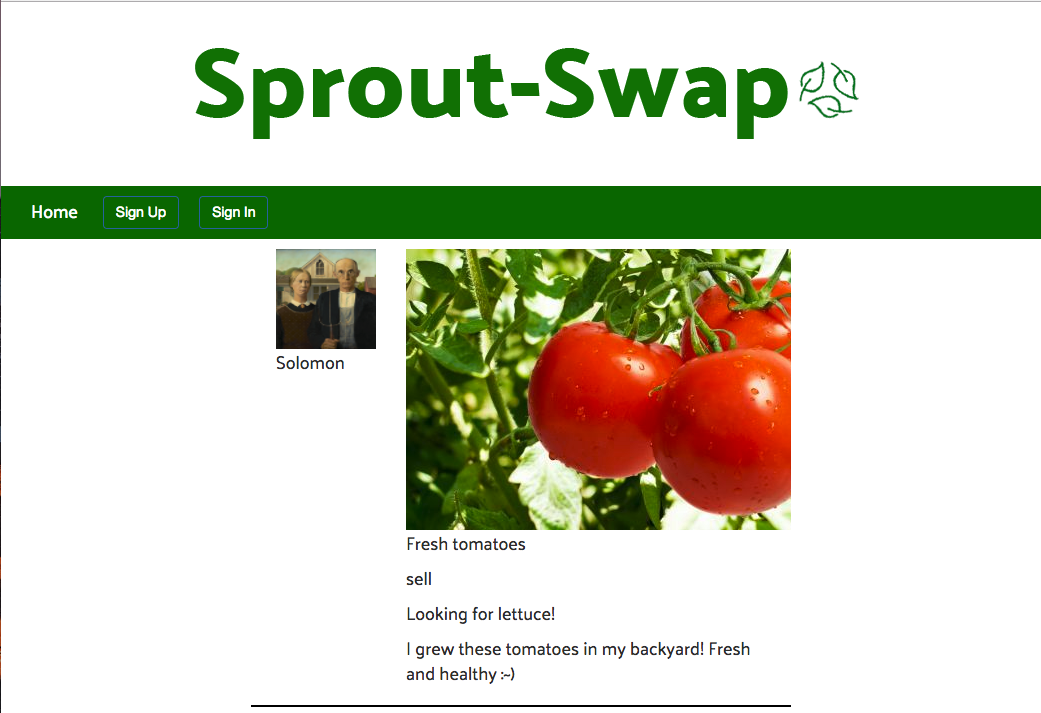 Sprout-Swap
Home Sign Up Sign In
Solomon
Fresh tomatoes
sell
Looking for lettuce!
I grew these tomatoes in my backyard! Fresh
and healthy :~)